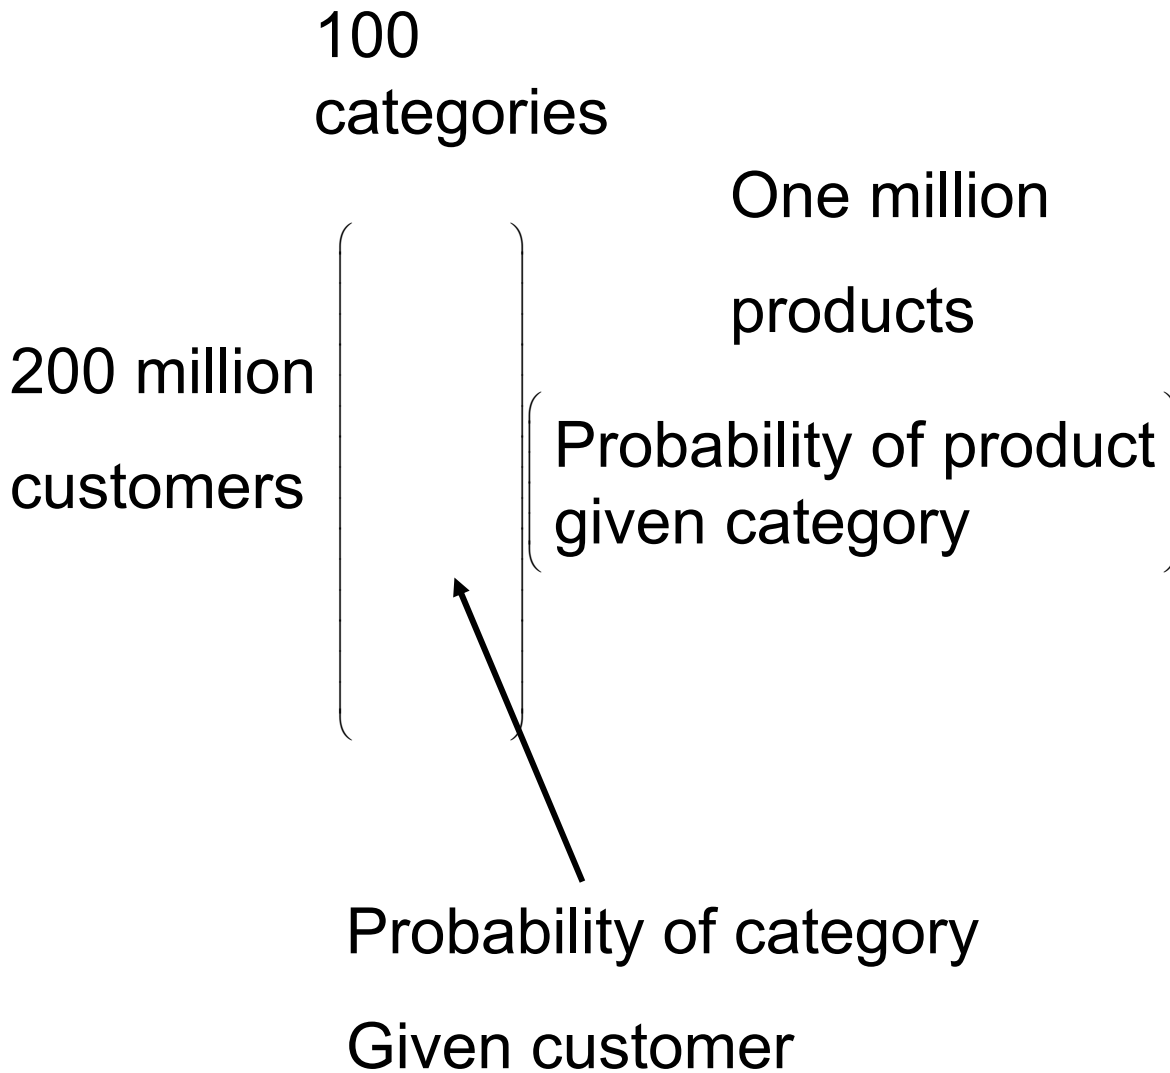 100
categories
One million
products
200 million
customers
Probability of product
given category
Probability of category
Given customer